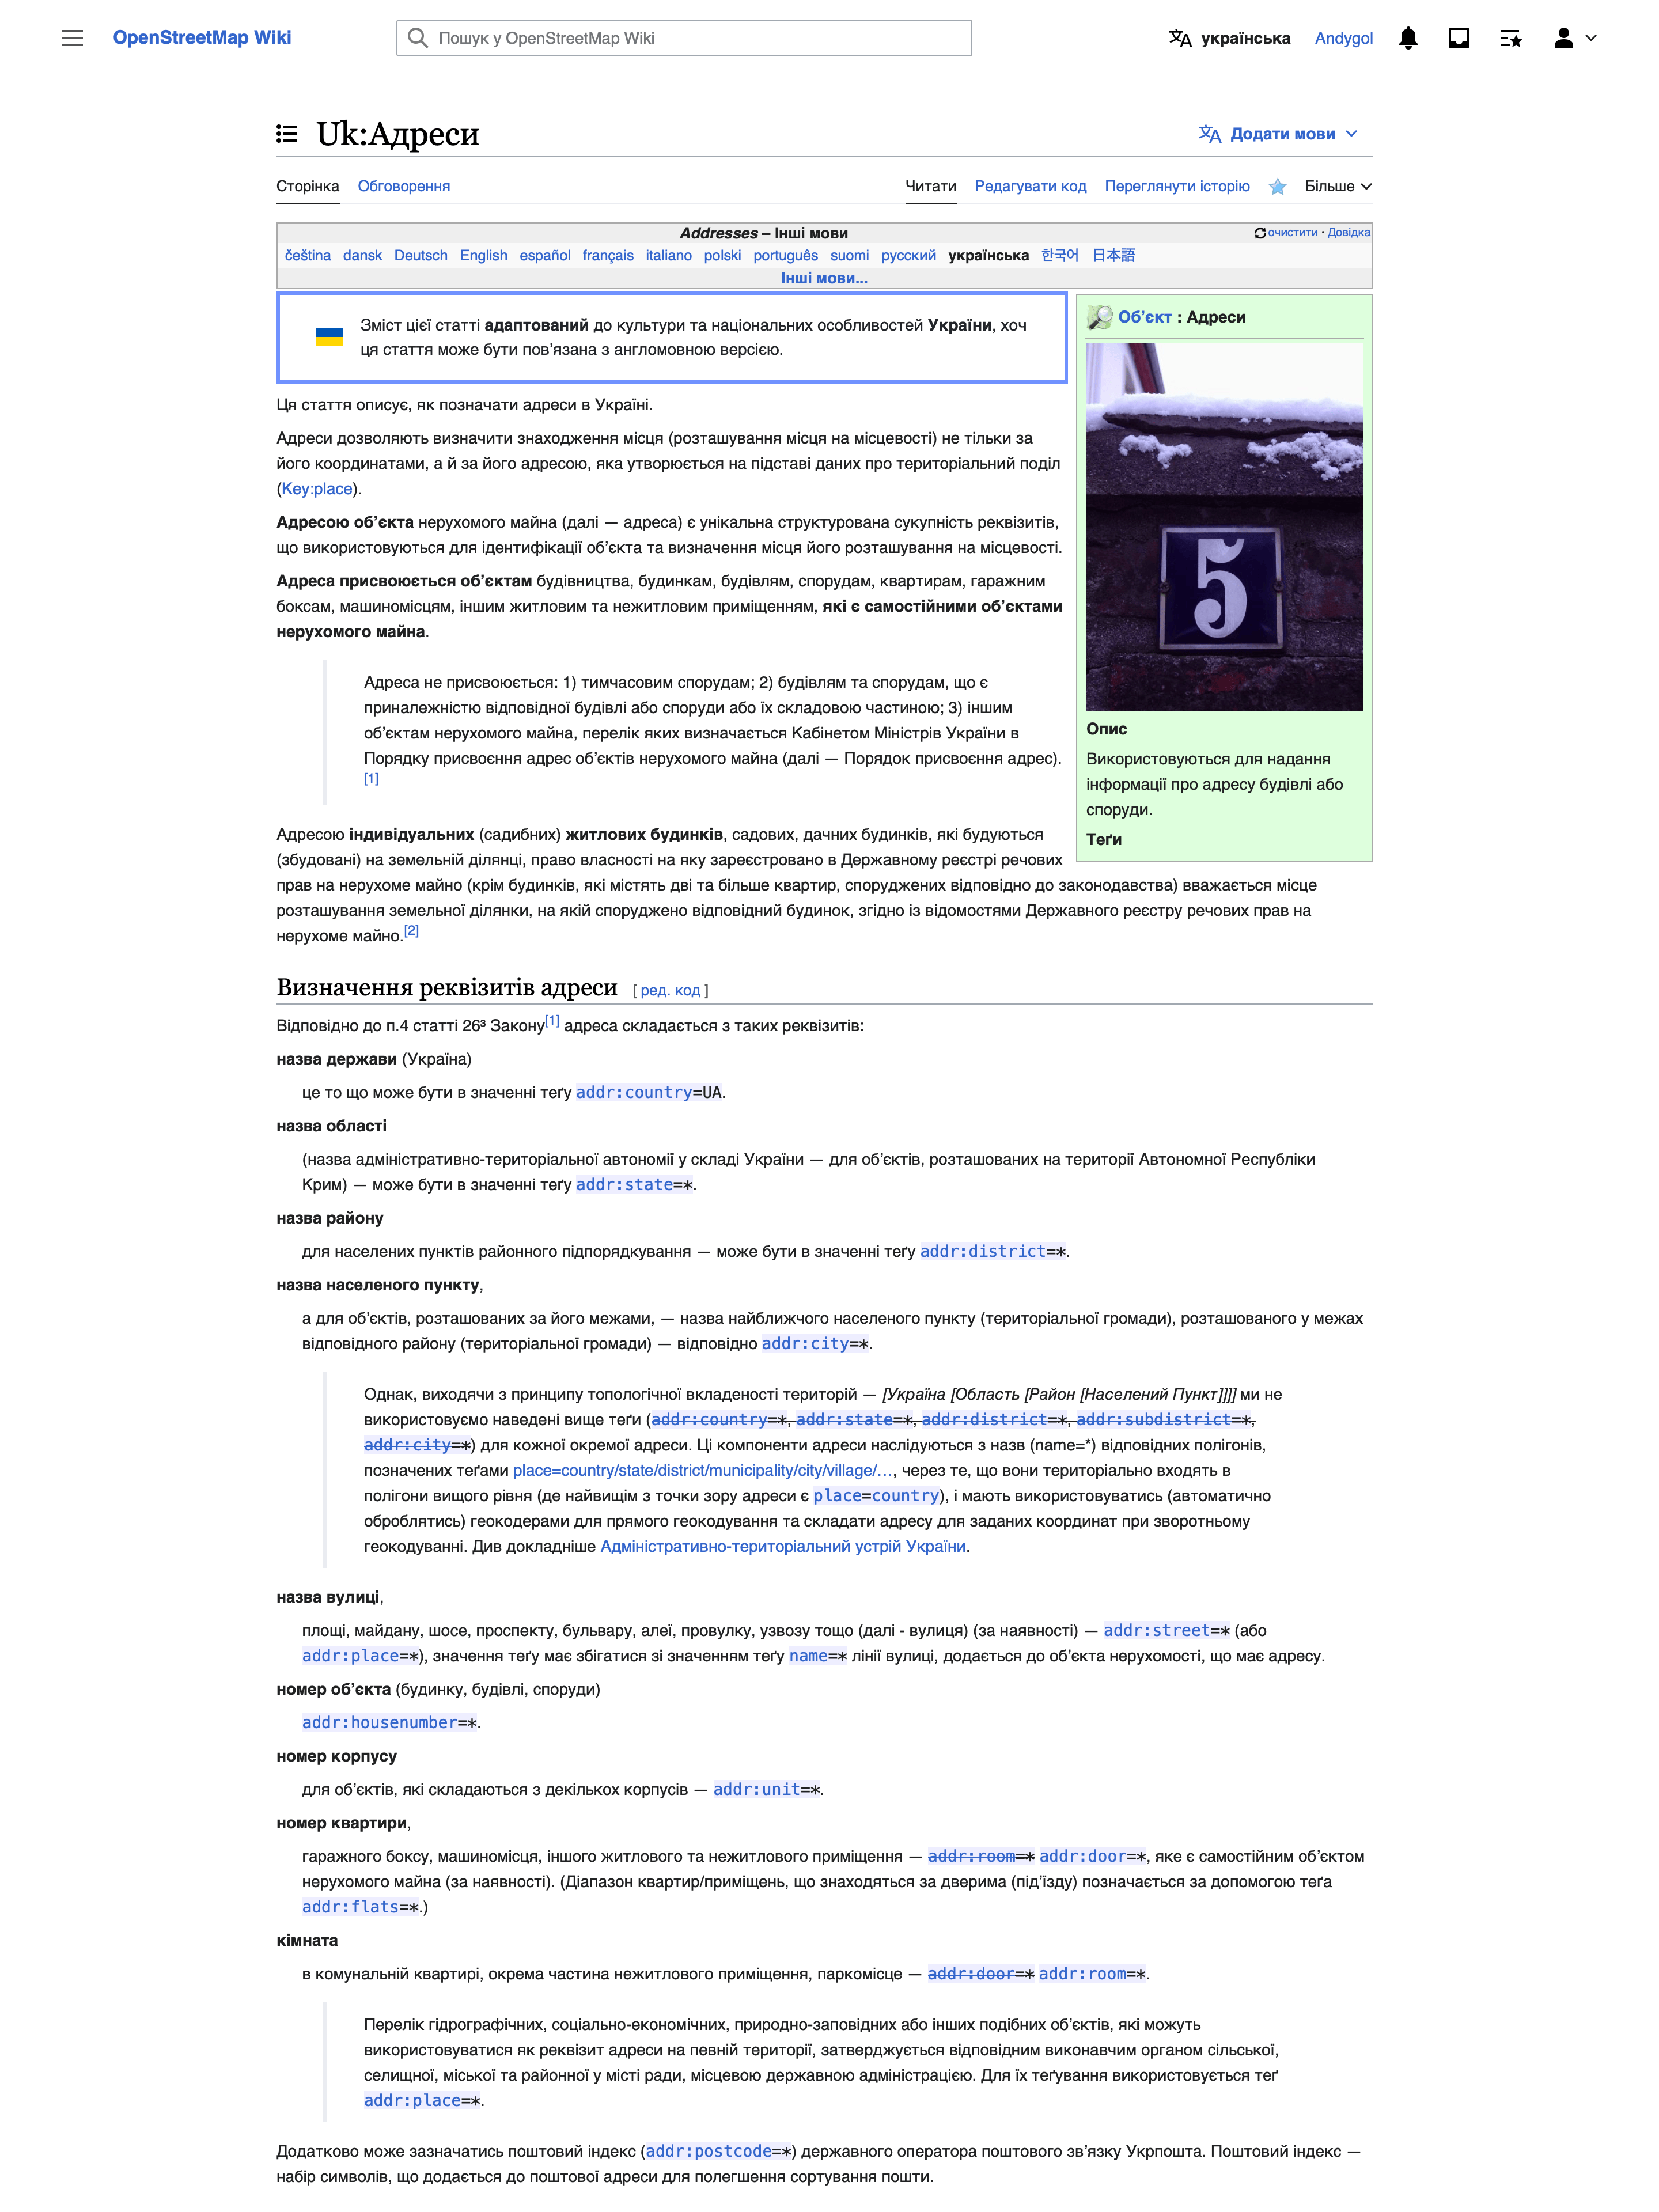 OpenStreetMap Wiki
Пошук у OpenStreetMap Wiki
українська
Andygol
Uk:Адреси
Додати мови
Сторінка Обговорення
Читати Редагувати код Переглянути історію Більше
Addresses – Інші мови
очистити · Довідка
čeština dansk Deutsch English español français italiano polski português suomi русский українська 한국어 日本語
Інші мови...
Зміст цієї статті адаптований до культури та національних особливостей України, хоч
ця стаття може бути пов’язана з англомовною версією.
Об’єкт : Адреси
5
Опис
Використовуються для надання
інформації про адресу будівлі або
споруди.
Теґи
Ця стаття описує, як позначати адреси в Україні.
Адреси дозволяють визначити знаходження місця (розташування місця на місцевості) не тільки за
його координатами, а й за його адресою, яка утворюється на підставі даних про територіальний поділ
(Key:place).
Адресою об’єкта нерухомого майна (далі — адреса) є унікальна структурована сукупність реквізитів,
що використовуються для ідентифікації об’єкта та визначення місця його розташування на місцевості.
Адреса присвоюється об’єктам будівництва, будинкам, будівлям, спорудам, квартирам, гаражним
боксам, машиномісцям, іншим житловим та нежитловим приміщенням, які є самостійними об’єктами
нерухомого майна.
Адреса не присвоюється: 1) тимчасовим спорудам; 2) будівлям та спорудам, що є
приналежністю відповідної будівлі або споруди або їх складовою частиною; 3) іншим
об’єктам нерухомого майна, перелік яких визначається Кабінетом Міністрів України в
Порядку присвоєння адрес об’єктів нерухомого майна (далі — Порядок присвоєння адрес).
[1]
Адресою індивідуальних (садибних) житлових будинків, садових, дачних будинків, які будуються
(збудовані) на земельній ділянці, право власності на яку зареєстровано в Державному реєстрі речових
прав на нерухоме майно (крім будинків, які містять дві та більше квартир, споруджених відповідно до законодавства) вважається місце
розташування земельної ділянки, на якій споруджено відповідний будинок, згідно із відомостями Державного реєстру речових прав на
нерухоме майно.[2]
Визначення реквізитів адреси [ ред. код ]
Відповідно до п.4 статті 26³ Закону[1] адреса складається з таких реквізитів:
назва держави (Україна)
це то що може бути в значенні теґу addr:country=UA.
назва області
(назва адміністративно-територіальної автономії у складі України — для об’єктів, розташованих на території Автономної Республіки
Крим) — може бути в значенні теґу addr:state=*.
назва району
для населених пунктів районного підпорядкування — може бути в значенні теґу addr:district=*.
назва населеного пункту,
а для об’єктів, розташованих за його межами, — назва найближчого населеного пункту (територіальної громади), розташованого у межах
відповідного району (територіальної громади) — відповідно addr:city=*.
Однак, виходячи з принципу топологічної вкладеності територій — [Україна [Область [Район [Населений Пункт]]]] ми не
використовуємо наведені вище теґи (addr:country=*, addr:state=*, addr:district=*, addr:subdistrict=*,
addr:city=*) для кожної окремої адреси. Ці компоненти адреси наслідуються з назв (name=*) відповідних полігонів,
позначених теґами place=country/state/district/municipality/city/village/…, через те, що вони територіально входять в
полігони вищого рівня (де найвищім з точки зору адреси є place=country), і мають використовуватись (автоматично
оброблятись) геокодерами для прямого геокодування та складати адресу для заданих координат при зворотньому
геокодуванні. Див докладніше Адміністративно-територіальний устрій України.
назва вулиці,
площі, майдану, шосе, проспекту, бульвару, алеї, провулку, узвозу тощо (далі - вулиця) (за наявності) — addr:street=* (або
addr:place=*), значення теґу має збігатися зі значенням теґу name=* лінії вулиці, додається до об’єкта нерухомості, що має адресу.
номер об’єкта (будинку, будівлі, споруди)
addr:housenumber=*.
номер корпусу
для об’єктів, які складаються з декількох корпусів — addr:unit=*.
номер квартири,
гаражного боксу, машиномісця, іншого житлового та нежитлового приміщення — addr:room=* addr:door=*, яке є самостійним об’єктом
нерухомого майна (за наявності). (Діапазон квартир/приміщень, що знаходяться за дверима (під’їзду) позначається за допомогою теґа
addr:flats=*.)
кімната
в комунальній квартирі, окрема частина нежитлового приміщення, паркомісце — addr:door=* addr:room=*.
Перелік гідрографічних, соціально-економічних, природно-заповідних або інших подібних об’єктів, які можуть
використовуватися як реквізит адреси на певній території, затверджується відповідним виконавчим органом сільської,
селищної, міської та районної у місті ради, місцевою державною адміністрацією. Для їх теґування використовується теґ
addr:place=*.
Додатково може зазначатись поштовий індекс (addr:postcode=*) державного оператора поштового зв’язку Укрпошта. Поштовий індекс —
набір символів, що додається до поштової адреси для полегшення сортування пошти.